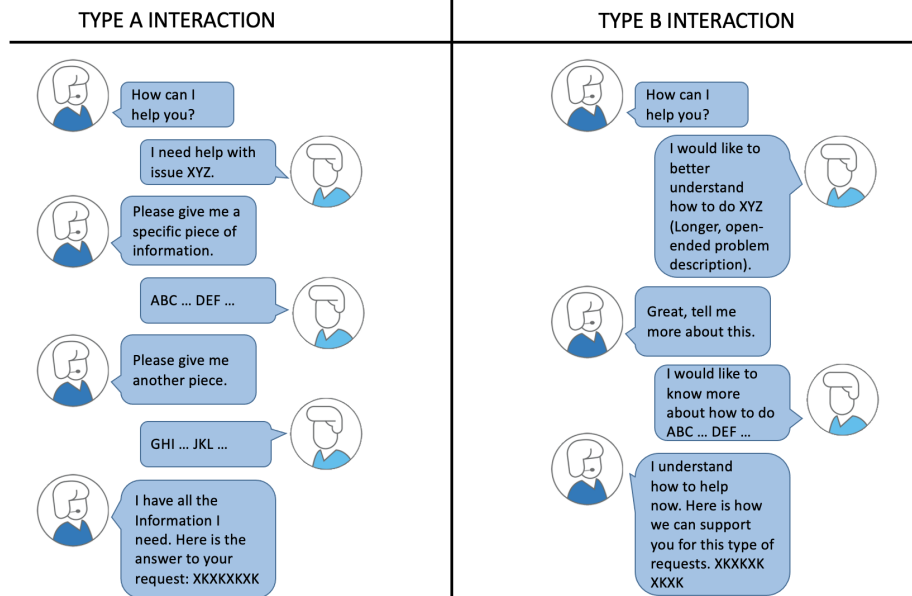 TYPE A INTERACTION
How can I
help you?
I need help with
issue XYZ.
Please give me a
specific piece of
information.
ABC ... DEF ...
Please give me
another piece.
GHI ... JKL ...
I have all the
Information I
need. Here is the
answer to your
request: XKXKXKXK
TYPE B INTERACTION
How can I
help you?
I would like to
better
understand
how to do XYZ
(Longer, open-
ended problem
description).
Great, tell me
more about this.
I would like to
know more
about how to do
ABC ... DEF ...
I understand
how to help
now. Here is how
we can support
you for this type of
requests. XKXKXK
XKXK